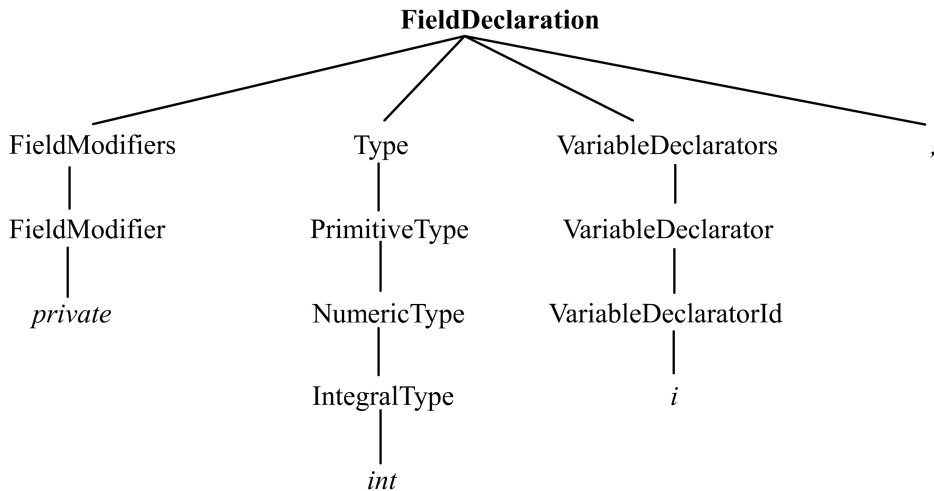 FieldDeclaration
FieldModifiers Type VariableDeclarators ,
FieldModifier PrimitiveType VariableDeclarator
private NumericType VariableDeclaratorId
IntegralType i
int